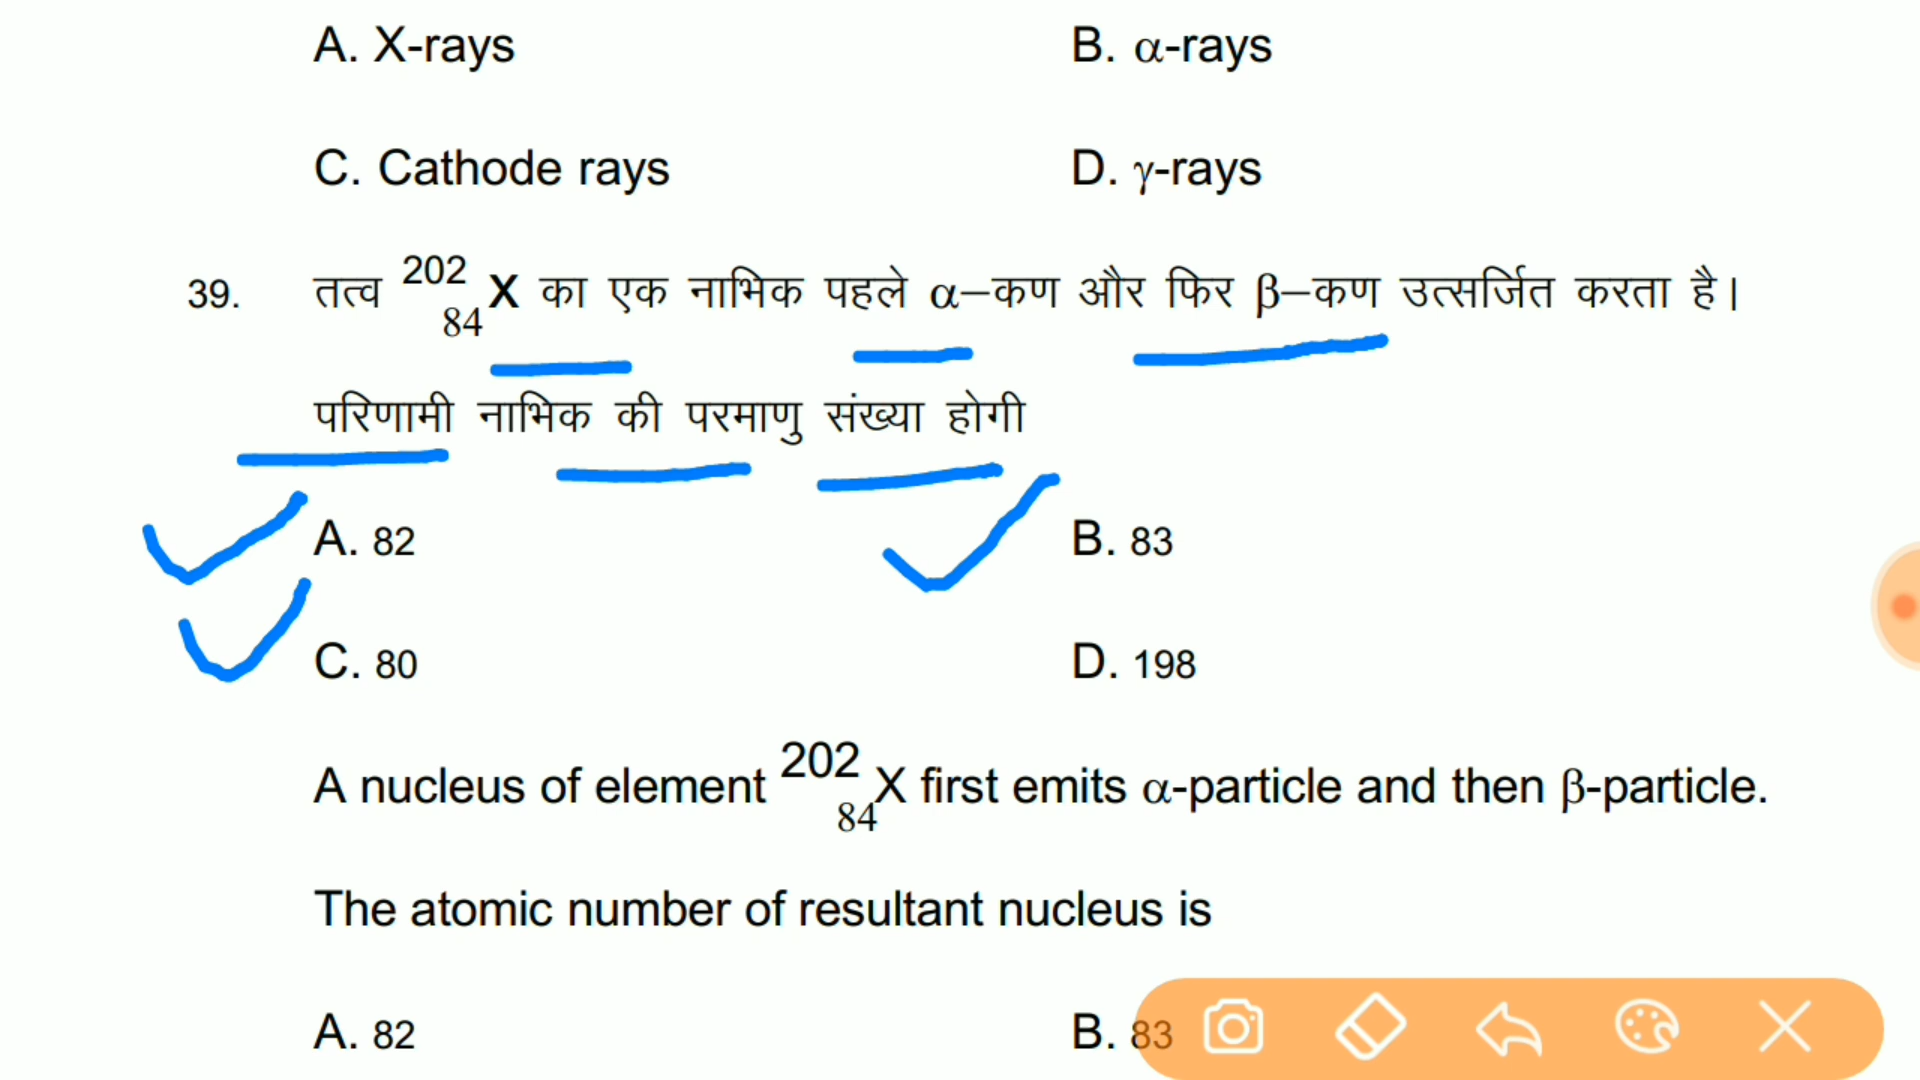 A. X-rays B. α-rays
C. Cathode rays D. γ-rays
39. तत्व ²⁰²₈₄X का एक नाभिक पहले α–कण और फिर β–कण उत्सर्जित करता है।
परिणामी नाभिक की परमाणु संख्या होगी
A. 82 B. 83
C. 80 D. 198
A nucleus of element ²⁰²₈₄X first emits α-particle and then β-particle.
The atomic number of resultant nucleus is
A. 82 B. 83